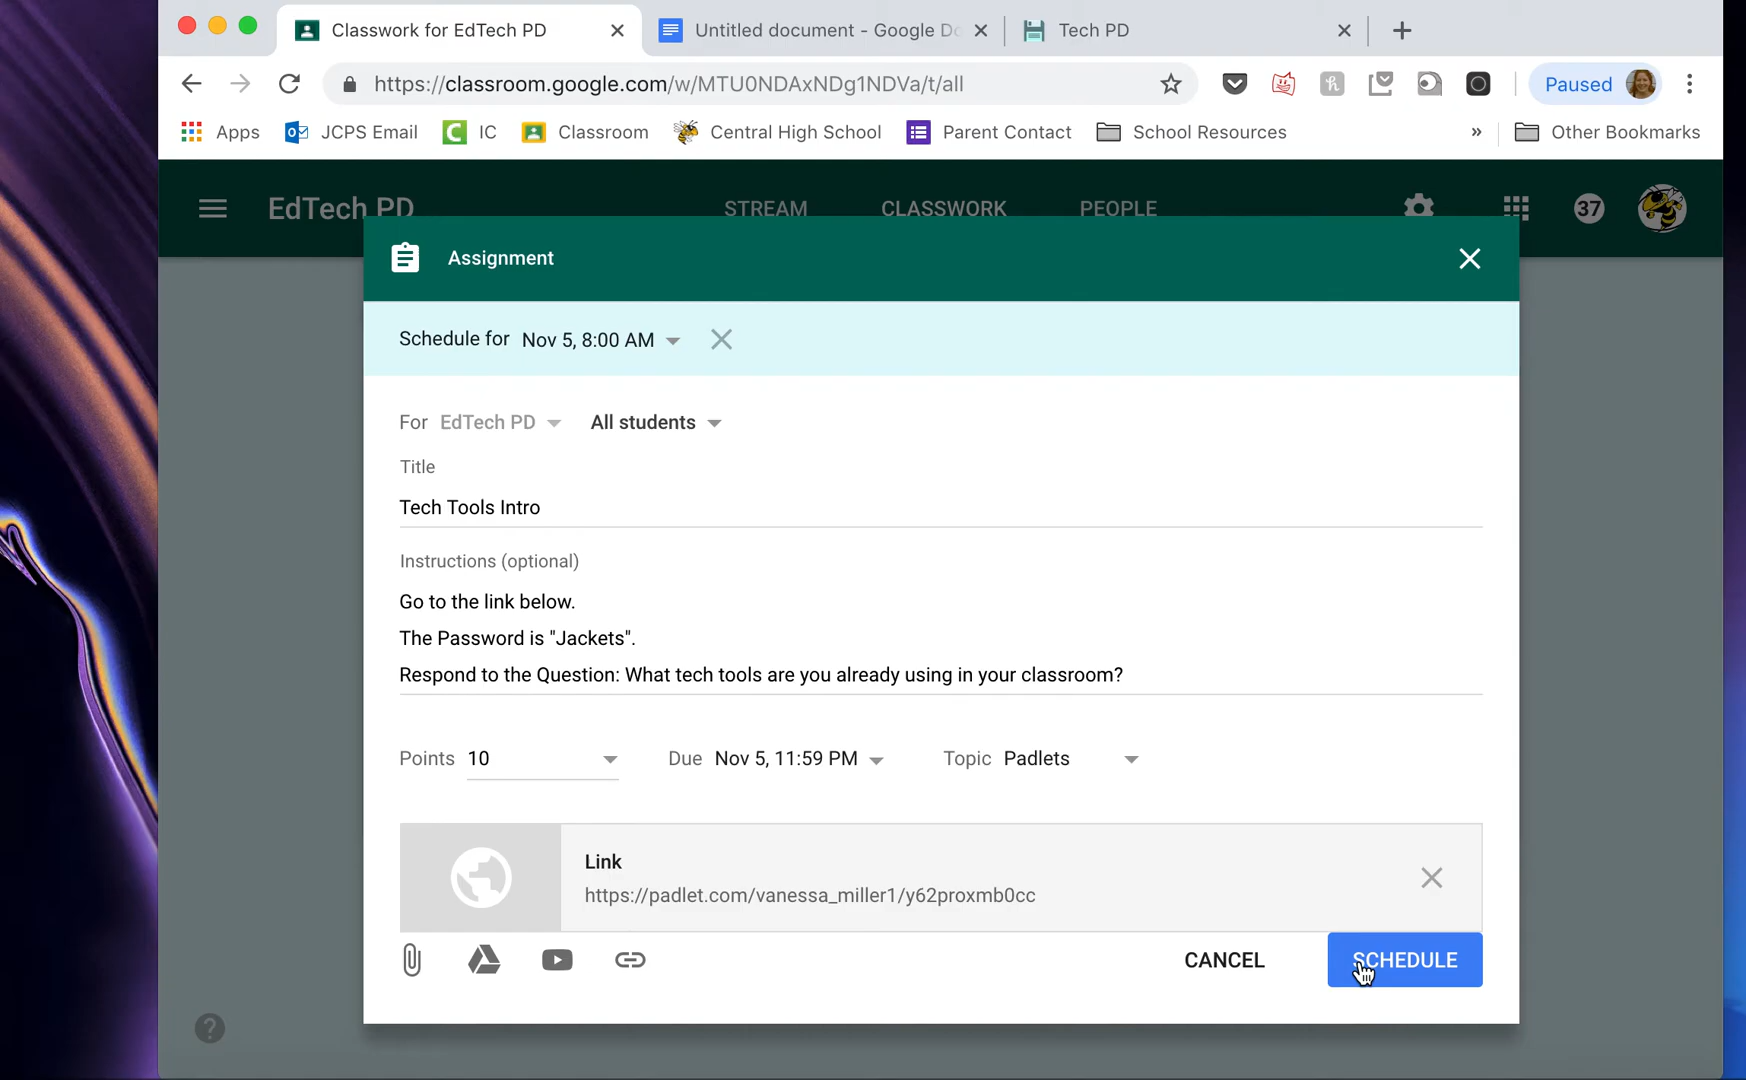 Classwork for EdTech PD
Untitled document - Google Do
Tech PD
https://classroom.google.com/w/MTU0NDAxNDg1NDVa/t/all
Paused
Apps
JCPS Email
IC
Classroom
Central High School
Parent Contact
School Resources
»
Other Bookmarks
EdTech PD
STREAM
CLASSWORK
PEOPLE
37
Assignment
Schedule for Nov 5, 8:00 AM
For EdTech PD All students
Title
Tech Tools Intro
Instructions (optional)
Go to the link below.
The Password is "Jackets".
Respond to the Question: What tech tools are you already using in your classroom?
Points 10
Due Nov 5, 11:59 PM
Topic Padlets
Link
https://padlet.com/vanessa_miller1/y62proxmb0cc
CANCEL
SCHEDULE